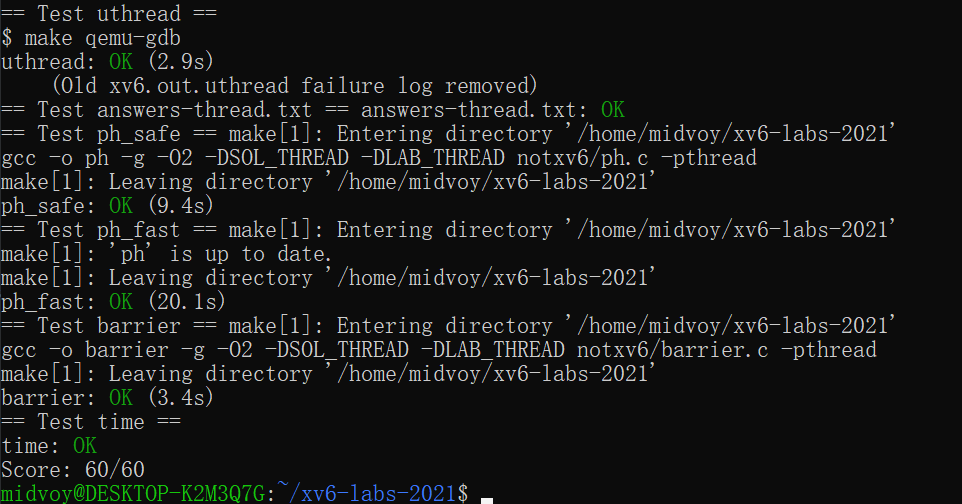 == Test uthread ==
$ make qemu-gdb
uthread: OK (2.9s)
    (Old xv6.out.uthread failure log removed)
== Test answers-thread.txt == answers-thread.txt: OK
== Test ph_safe == make[1]: Entering directory '/home/midvoy/xv6-labs-2021'
gcc -o ph -g -O2 -DSOL_THREAD -DLAB_THREAD notxv6/ph.c -pthread
make[1]: Leaving directory '/home/midvoy/xv6-labs-2021'
ph_safe: OK (9.4s)
== Test ph_fast == make[1]: Entering directory '/home/midvoy/xv6-labs-2021'
make[1]: 'ph' is up to date.
make[1]: Leaving directory '/home/midvoy/xv6-labs-2021'
ph_fast: OK (20.1s)
== Test barrier == make[1]: Entering directory '/home/midvoy/xv6-labs-2021'
gcc -o barrier -g -O2 -DSOL_THREAD -DLAB_THREAD notxv6/barrier.c -pthread
make[1]: Leaving directory '/home/midvoy/xv6-labs-2021'
barrier: OK (3.4s)
== Test time ==
time: OK
Score: 60/60
midvoy@DESKTOP-K2M3Q7G:~/xv6-labs-2021$